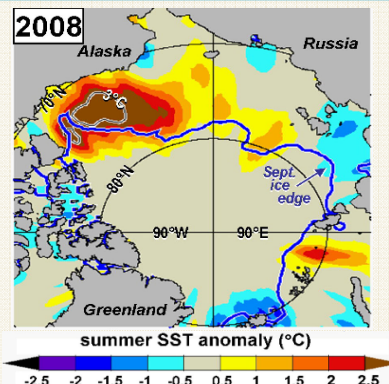 2008
Alaska
Russia
70°N
3°C
80°N
Sept.
ice
edge
90°W
90°E
Greenland
summer SST anomaly (°C)
-2.5 -2 -1.5 -1 -0.5 0.5 1 1.5 2 2.5